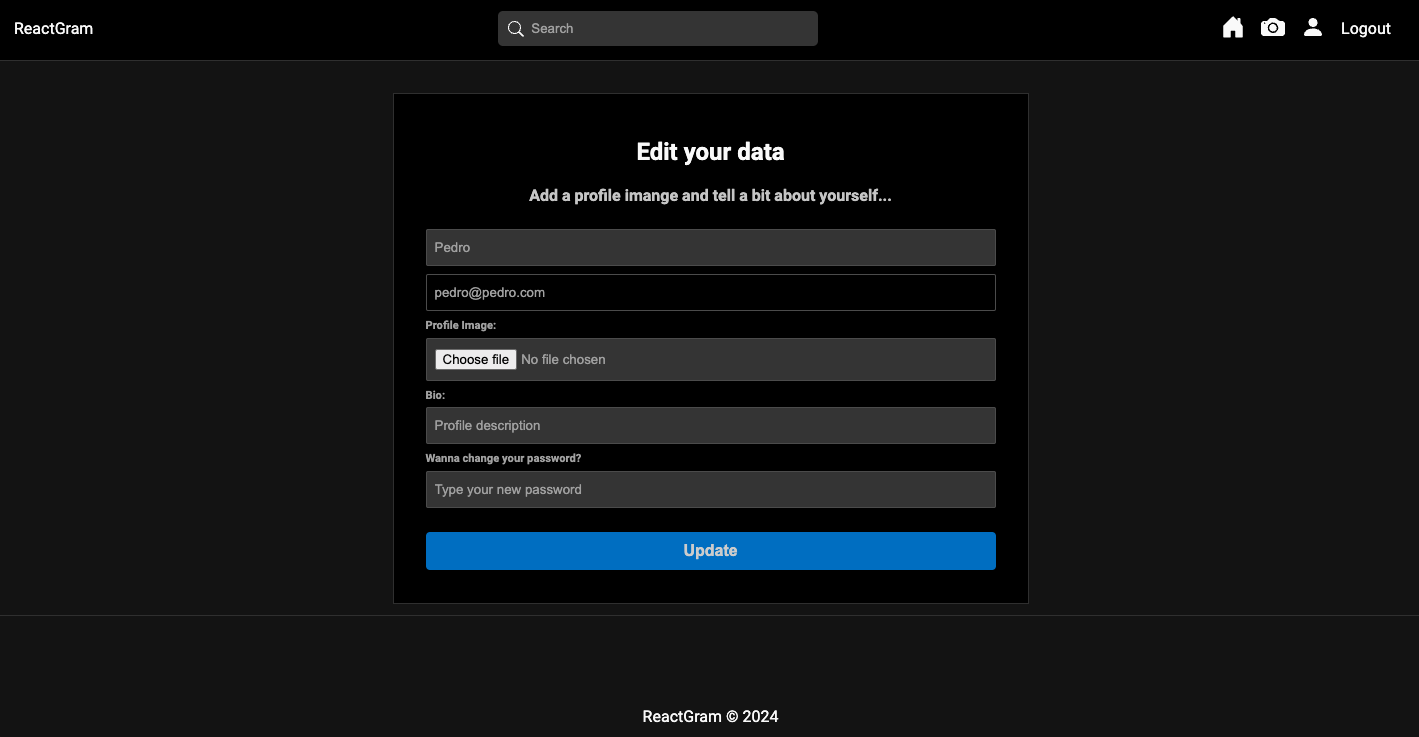 ReactGram
Search
Logout
Edit your data
Add a profile imange and tell a bit about yourself...
Pedro
pedro@pedro.com
Profile Image:
Choose file No file chosen
Bio:
Profile description
Wanna change your password?
Type your new password
Update
ReactGram © 2024